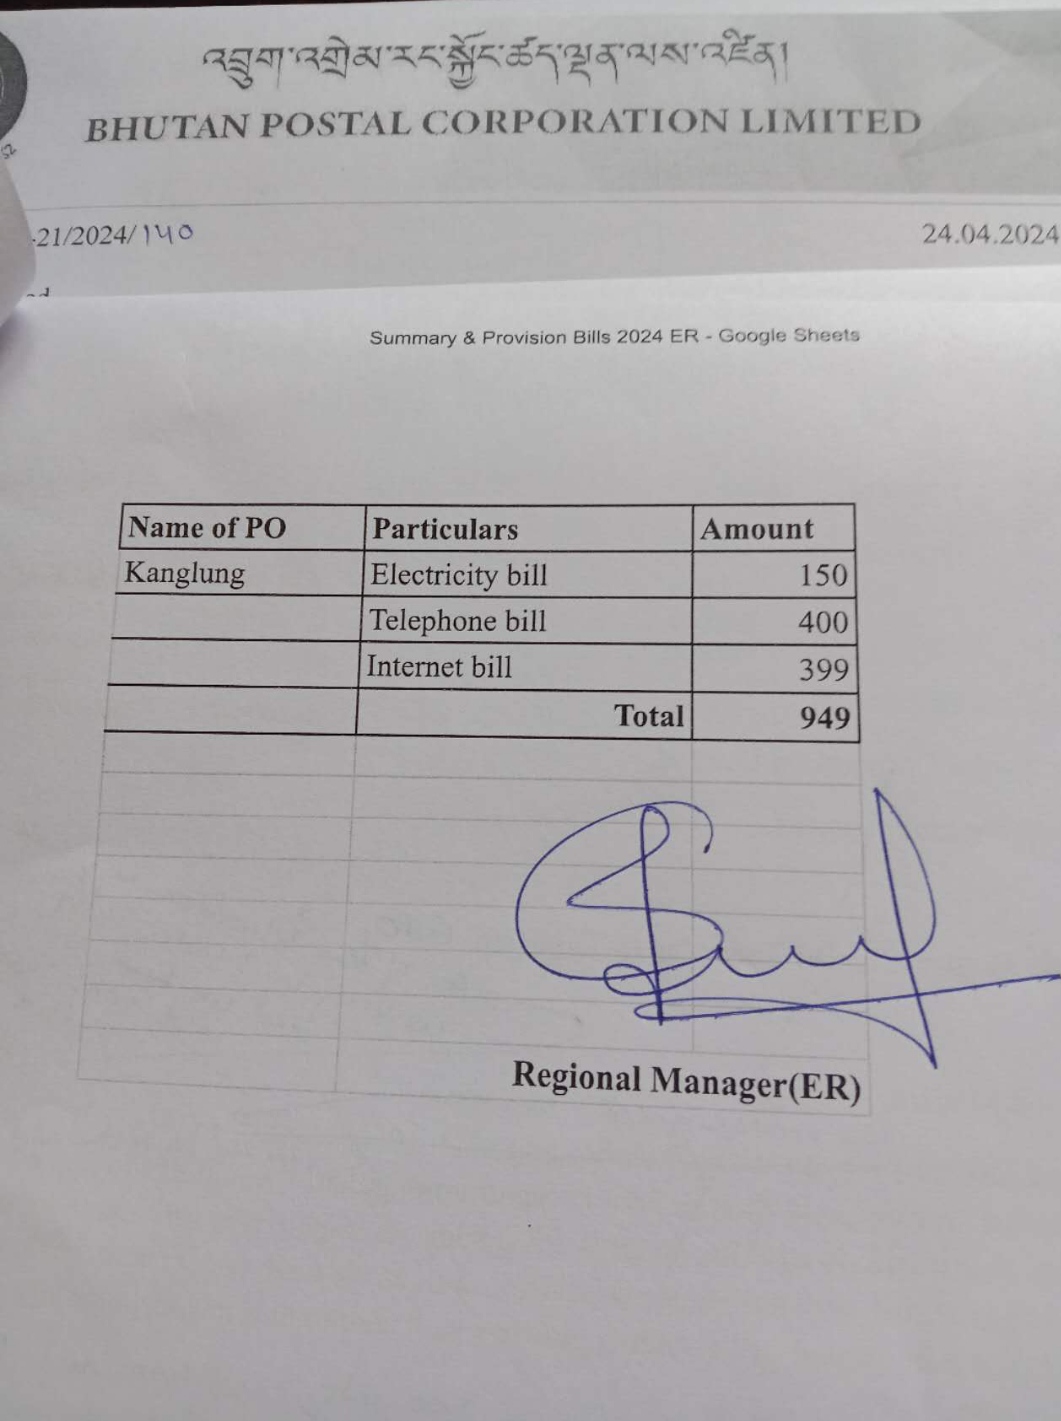 འབྲུག་འགྲེམ་རང་སྐྱོང་ཚད་ལྡན་ལས་འཛིན།
BHUTAN POSTAL CORPORATION LIMITED
-21/2024/140
24.04.2024
Summary & Provision Bills 2024 ER - Google Sheets
Name of PO Particulars Amount
Kanglung Electricity bill 150
Telephone bill 400
Internet bill 399
Total 949
Regional Manager(ER)